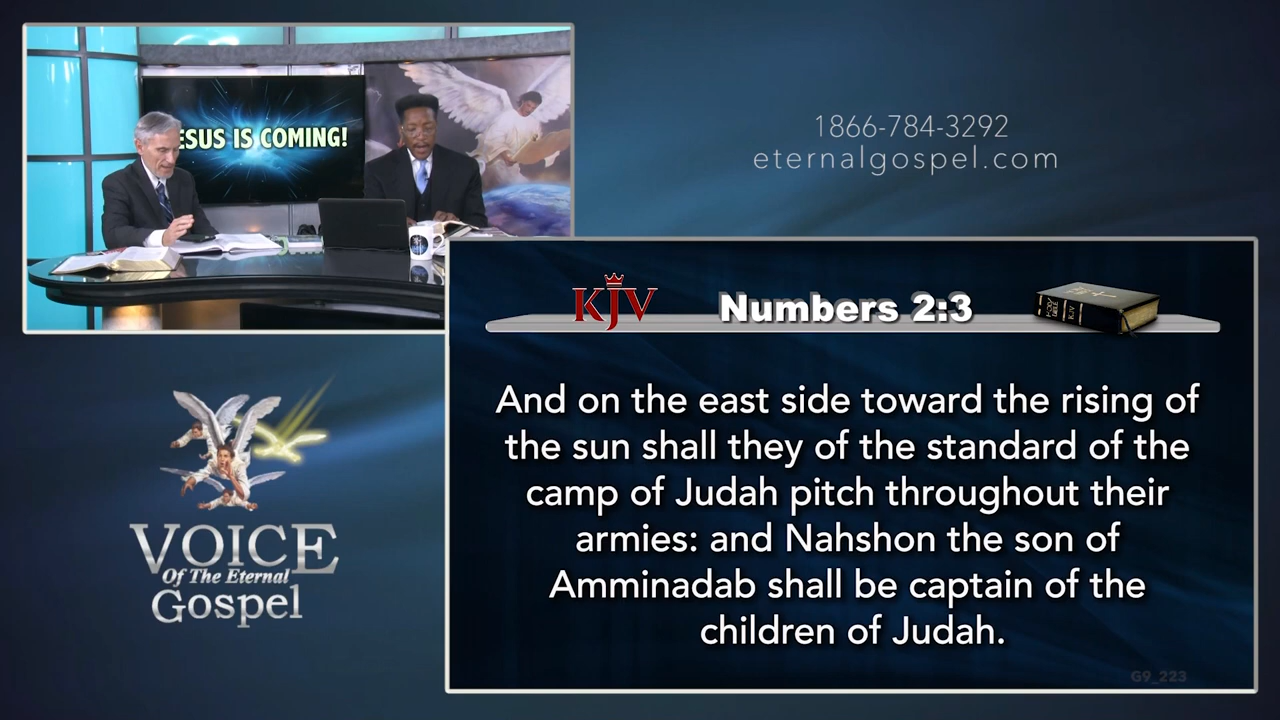 ESUS IS COMING!
1866-784-3292
eternalgospel.com
KJV
Numbers 2:3
And on the east side toward the rising of
the sun shall they of the standard of the
camp of Judah pitch throughout their
armies: and Nahshon the son of
Amminadab shall be captain of the
children of Judah.
VOICE
Of The Eternal
Gospel
G9_223